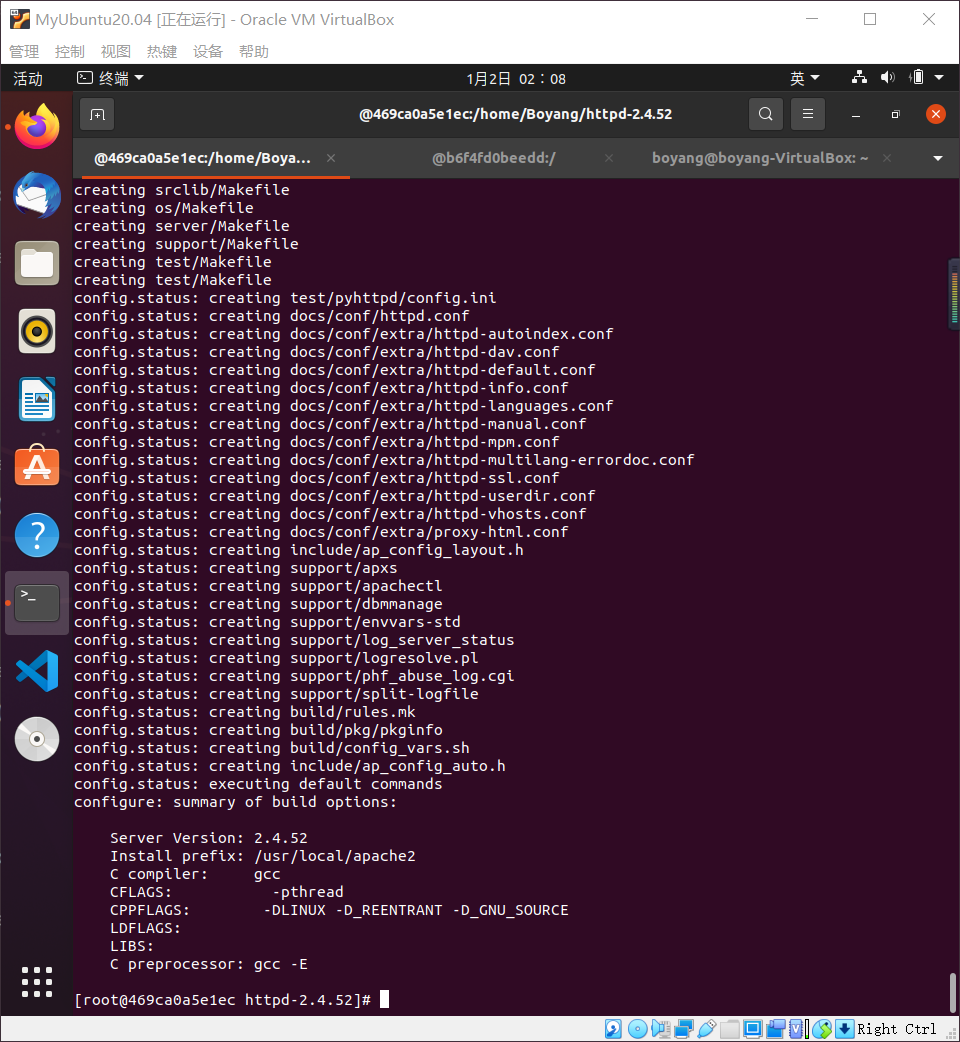 MyUbuntu20.04 [正在运行] - Oracle VM VirtualBox
管理 控制 视图 热键 设备 帮助
活动 终端 1月2日 02：08 英
@469ca0a5e1ec:/home/Boyang/httpd-2.4.52
@469ca0a5e1ec:/home/Boya... @b6f4fd0beedd:/ boyang@boyang-VirtualBox: ~
creating srclib/Makefile
creating os/Makefile
creating server/Makefile
creating support/Makefile
creating test/Makefile
creating test/Makefile
config.status: creating test/pyhttpd/config.ini
config.status: creating docs/conf/httpd.conf
config.status: creating docs/conf/extra/httpd-autoindex.conf
config.status: creating docs/conf/extra/httpd-dav.conf
config.status: creating docs/conf/extra/httpd-default.conf
config.status: creating docs/conf/extra/httpd-info.conf
config.status: creating docs/conf/extra/httpd-languages.conf
config.status: creating docs/conf/extra/httpd-manual.conf
config.status: creating docs/conf/extra/httpd-mpm.conf
config.status: creating docs/conf/extra/httpd-multilang-errordoc.conf
config.status: creating docs/conf/extra/httpd-ssl.conf
config.status: creating docs/conf/extra/httpd-userdir.conf
config.status: creating docs/conf/extra/httpd-vhosts.conf
config.status: creating docs/conf/extra/proxy-html.conf
config.status: creating include/ap_config_layout.h
config.status: creating support/apxs
config.status: creating support/apachectl
config.status: creating support/dbmmanage
config.status: creating support/envvars-std
config.status: creating support/log_server_status
config.status: creating support/logresolve.pl
config.status: creating support/phf_abuse_log.cgi
config.status: creating support/split-logfile
config.status: creating build/rules.mk
config.status: creating build/pkg/pkginfo
config.status: creating build/config_vars.sh
config.status: creating include/ap_config_auto.h
config.status: executing default commands
configure: summary of build options:
Server Version: 2.4.52
Install prefix: /usr/local/apache2
C compiler: gcc
CFLAGS: -pthread
CPPFLAGS: -DLINUX -D_REENTRANT -D_GNU_SOURCE
LDFLAGS:
LIBS:
C preprocessor: gcc -E
[root@469ca0a5e1ec httpd-2.4.52]#
Right Ctrl